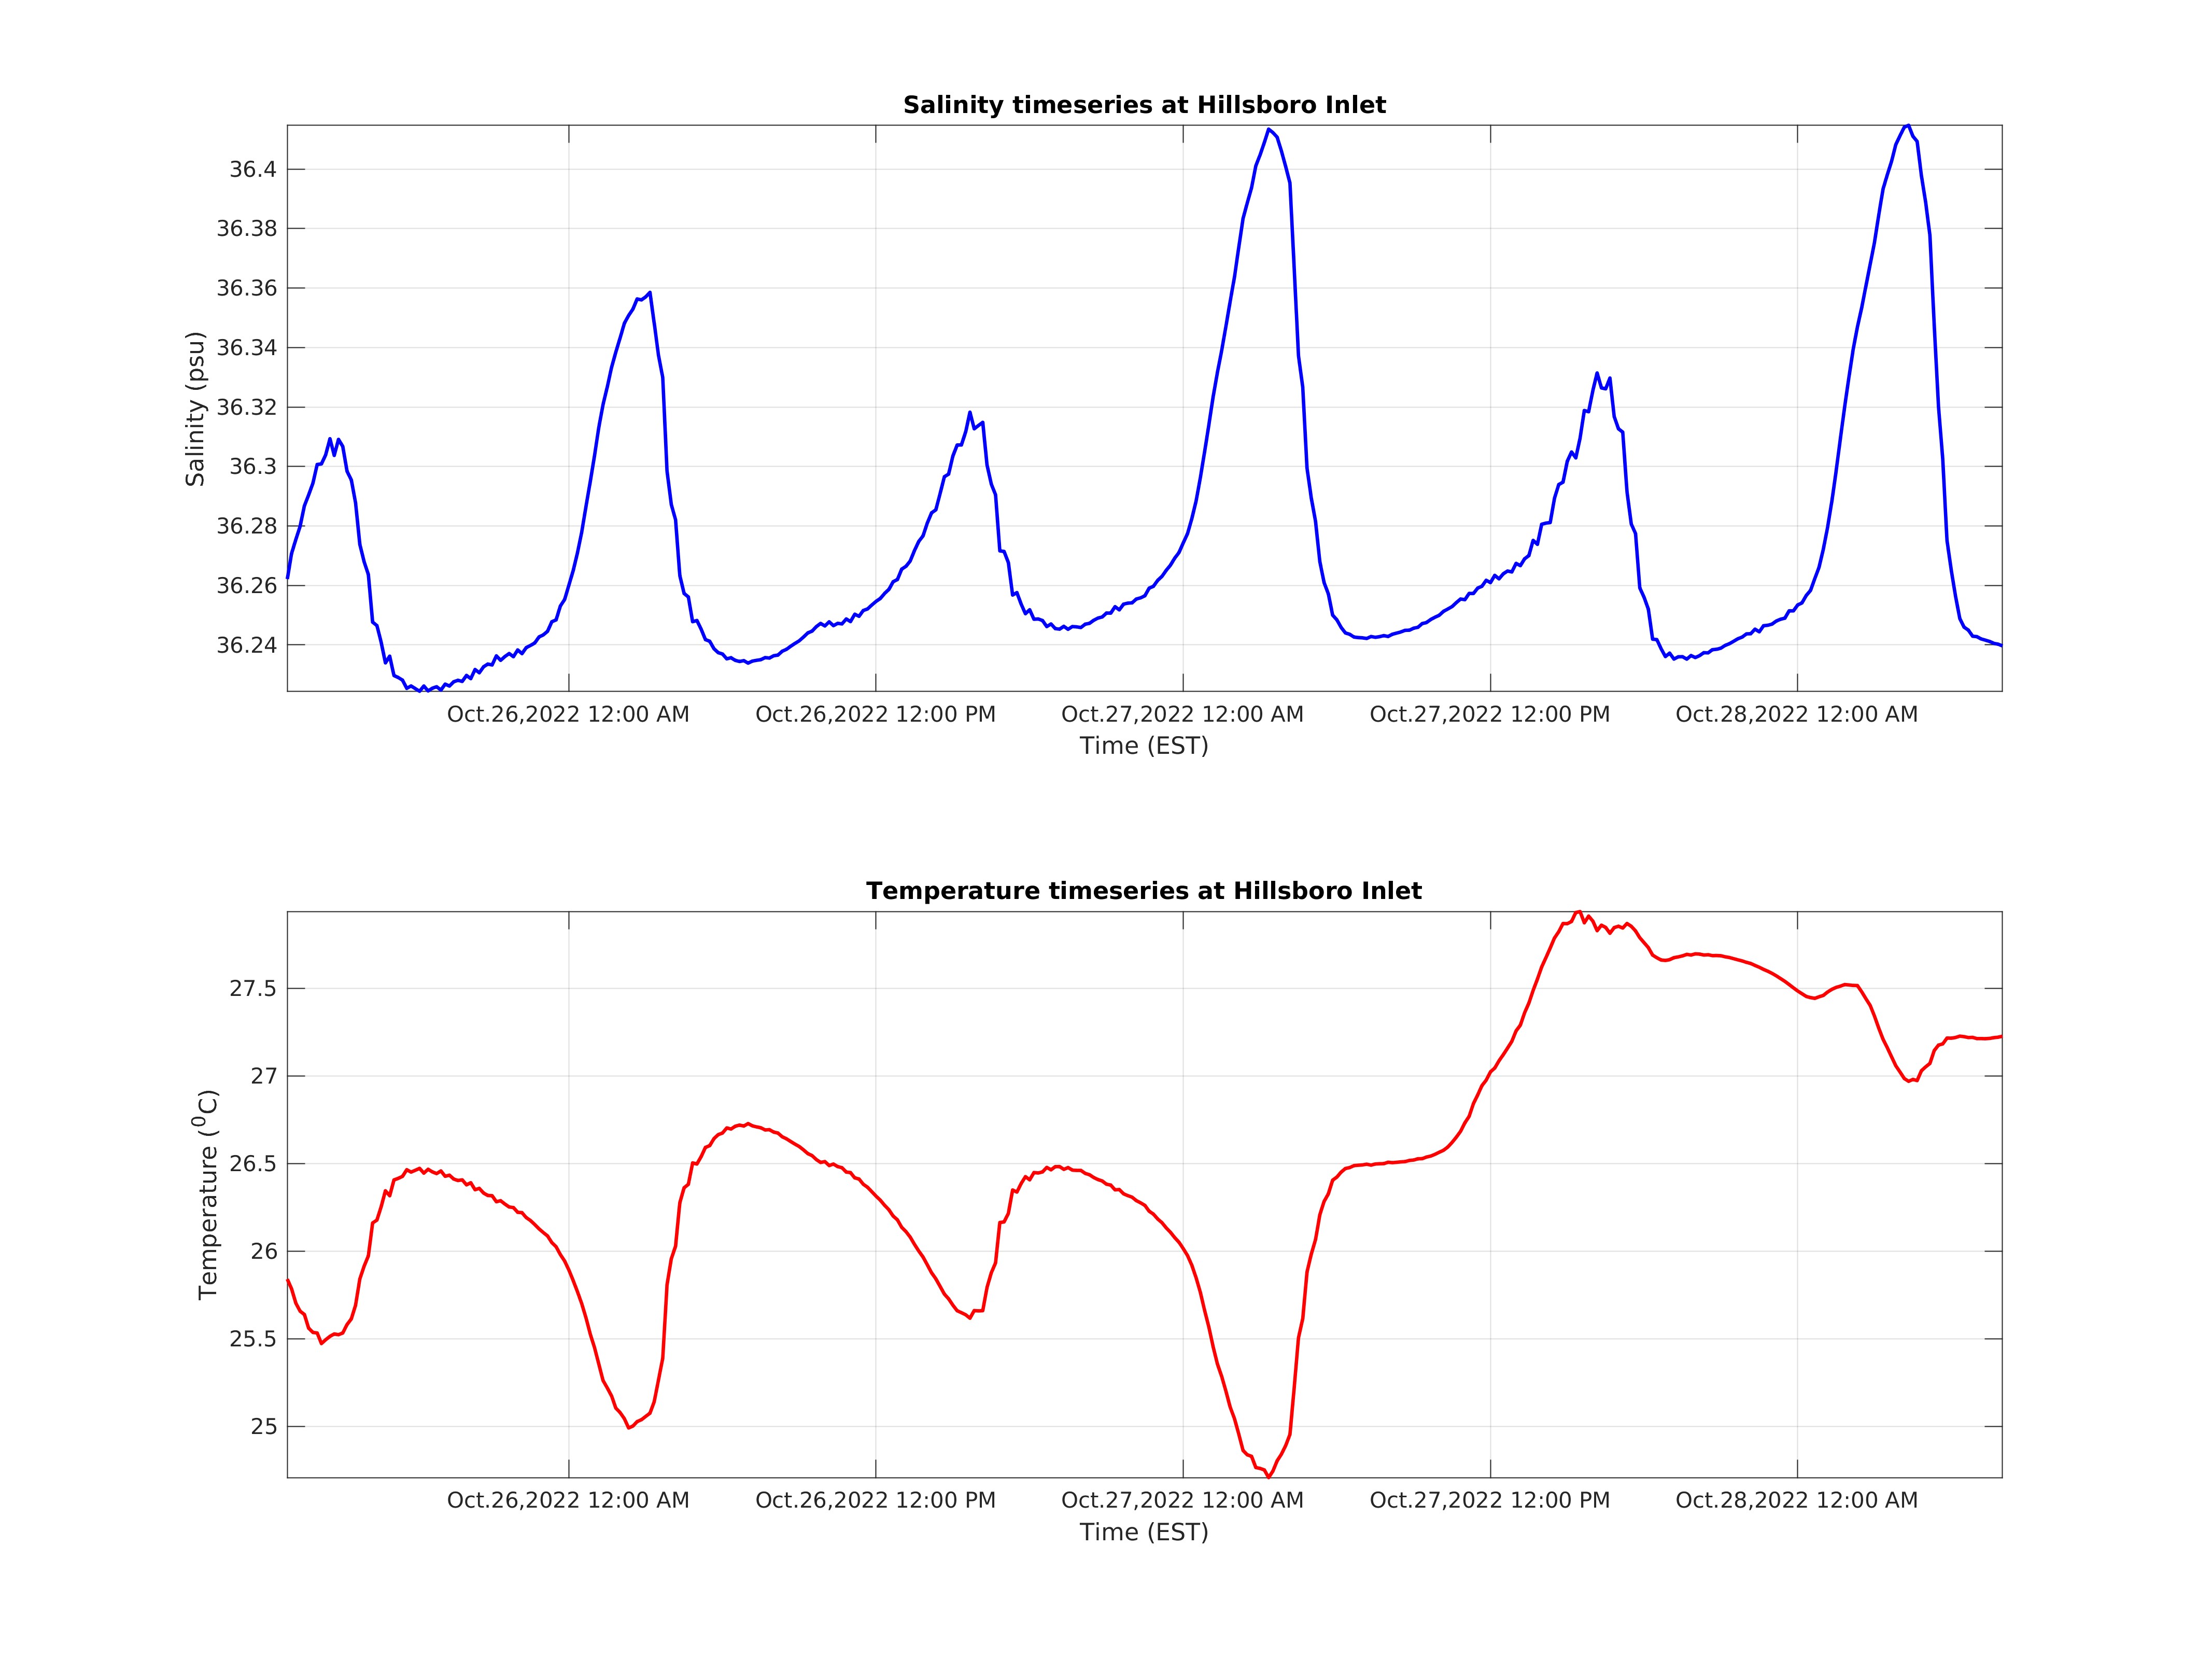 Salinity timeseries at Hillsboro Inlet
36.4
36.38
36.36
36.34
36.32
36.3
36.28
36.26
36.24
Salinity (psu)
Oct.26,2022 12:00 AM Oct.26,2022 12:00 PM Oct.27,2022 12:00 AM Oct.27,2022 12:00 PM Oct.28,2022 12:00 AM
Time (EST)
Temperature timeseries at Hillsboro Inlet
27.5
27
26.5
26
25.5
25
Temperature (⁰C)
Oct.26,2022 12:00 AM Oct.26,2022 12:00 PM Oct.27,2022 12:00 AM Oct.27,2022 12:00 PM Oct.28,2022 12:00 AM
Time (EST)